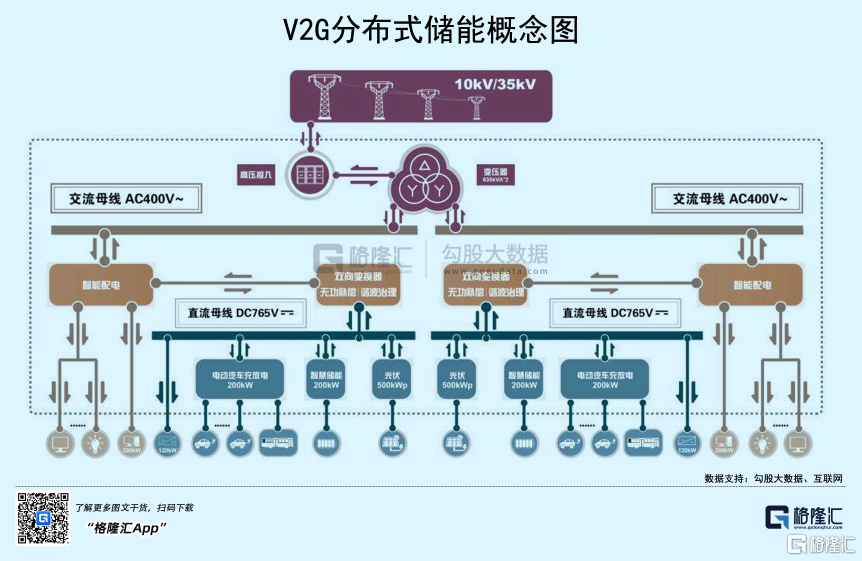 V2G分布式储能概念图
10kV/35kV
高压接入
变压器
630kVA*2
交流母线 AC400V~
交流母线 AC400V~
格隆汇
勾股大数据
www.gogudata.com
智能配电
双向变换器
无功补偿 谐波治理
双向变换器
无功补偿 谐波治理
智能配电
直流母线 DC765V
直流母线 DC765V
电动汽车充放电
200kW
智慧储能
200kW
光伏
500kWp
光伏
500kWp
智慧储能
200kW
电动汽车充放电
200kW
......
......
......
......
200kW
120kW
120kW
200kW
数据支持：勾股大数据、互联网
了解更多图文干货，扫码下载
“格隆汇App”
格隆汇
www.gelonghui.com
格隆汇